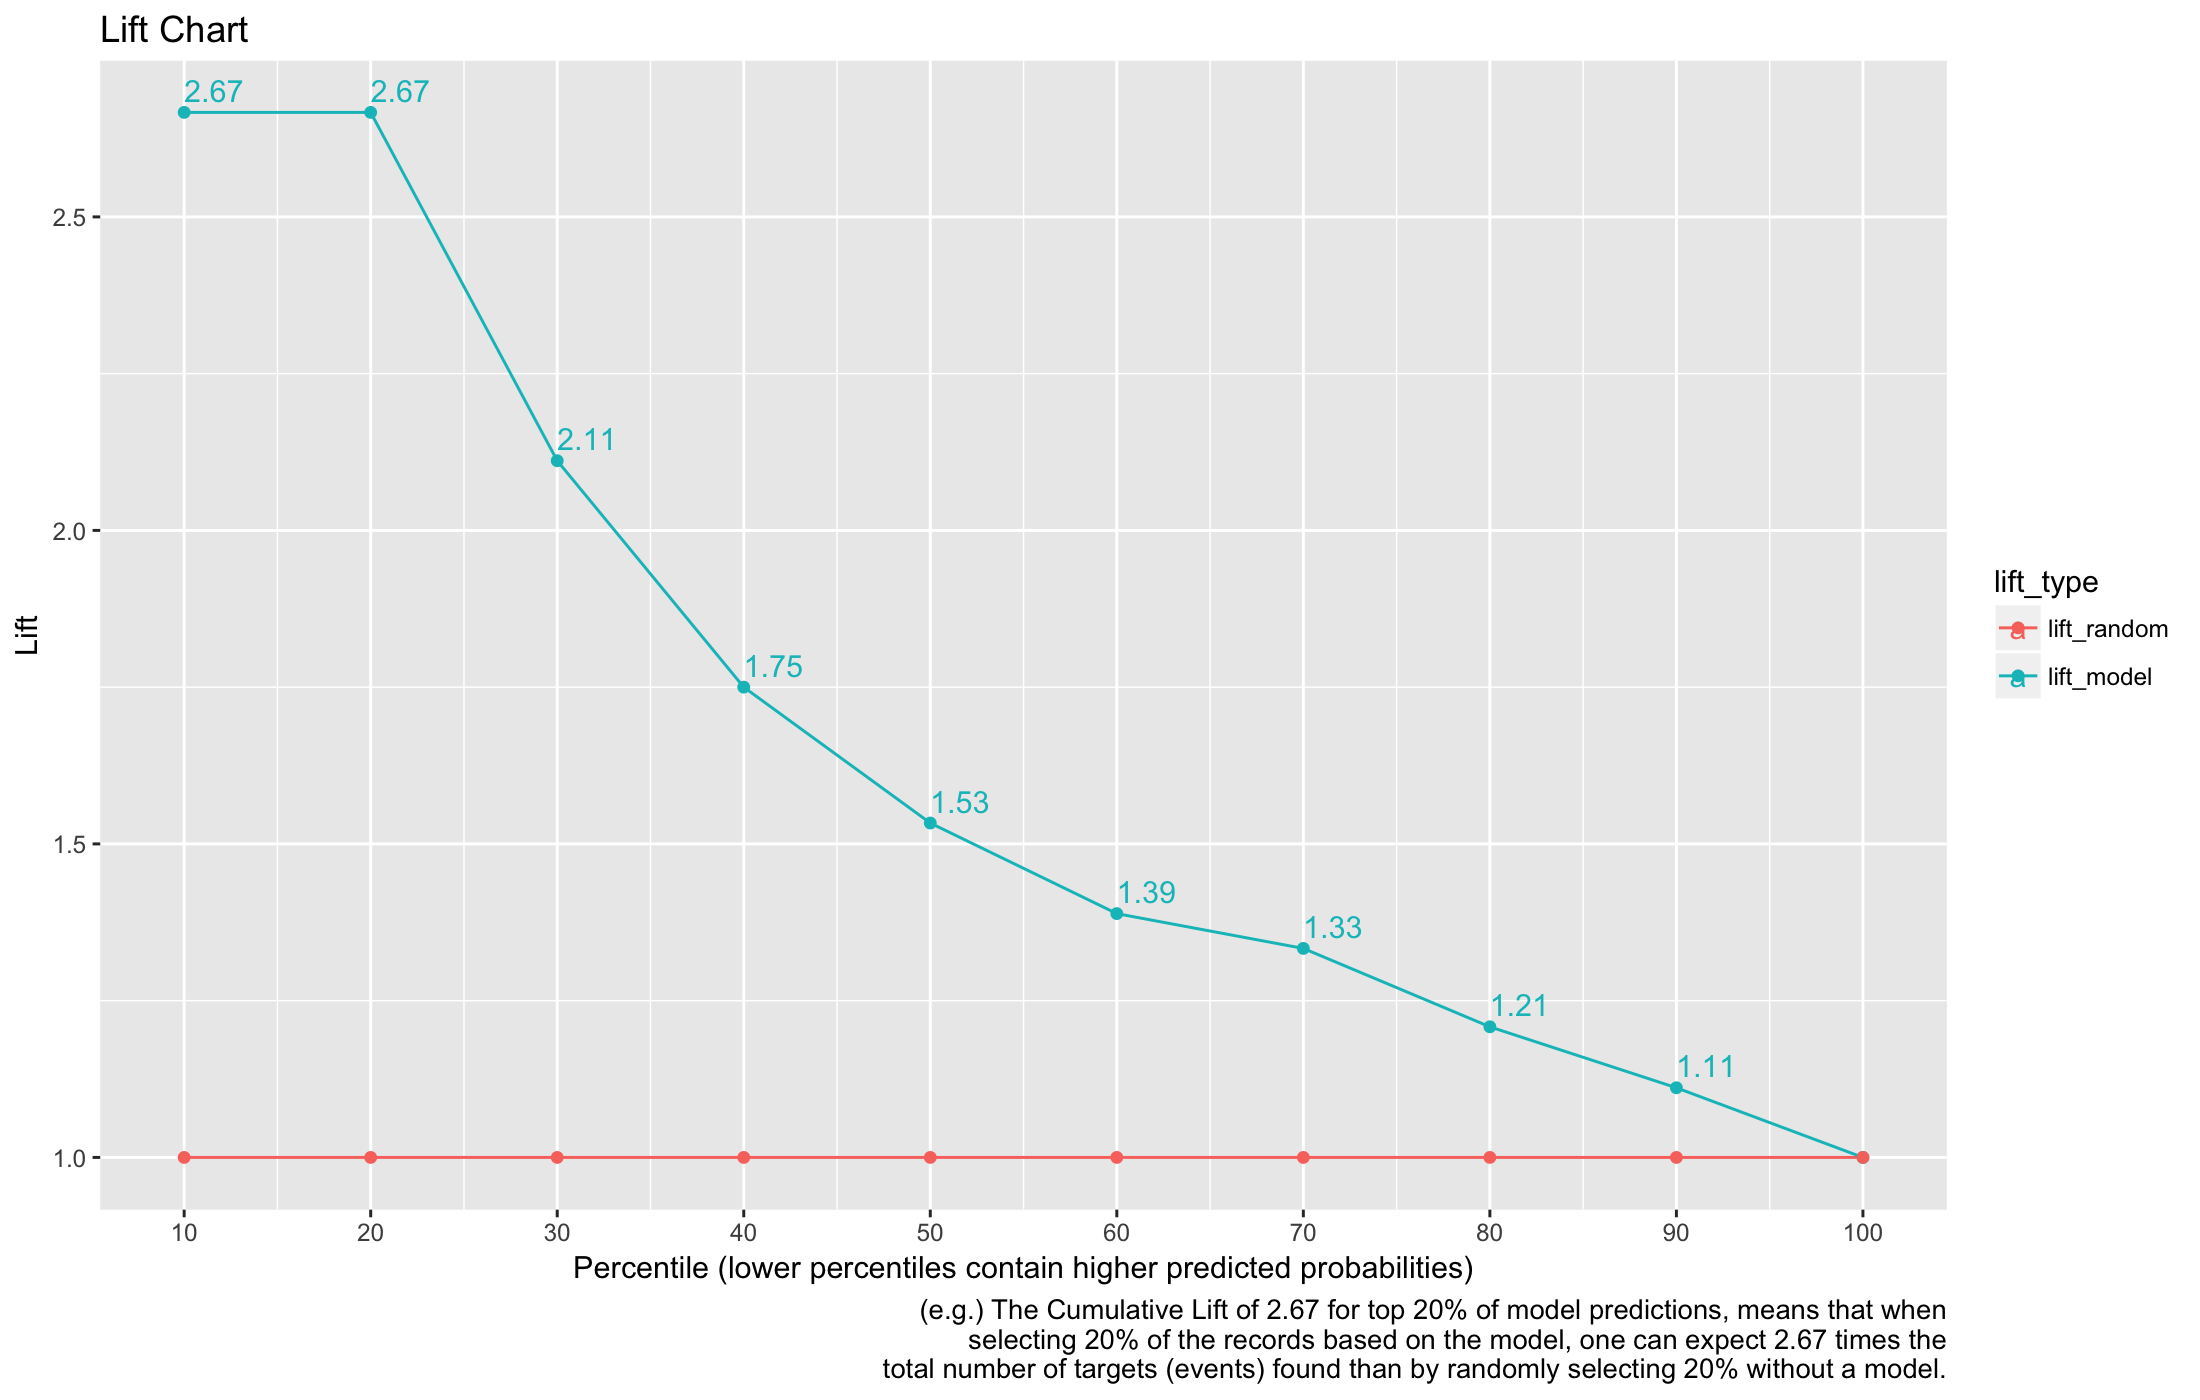 Lift Chart
2.67
2.67
2.11
1.75
1.53
1.39
1.33
1.21
1.11
2.5
2.0
1.5
1.0
Lift
10 20 30 40 50 60 70 80 90 100
Percentile (lower percentiles contain higher predicted probabilities)
(e.g.) The Cumulative Lift of 2.67 for top 20% of model predictions, means that when
selecting 20% of the records based on the model, one can expect 2.67 times the
total number of targets (events) found than by randomly selecting 20% without a model.
lift_type
a lift_random
a lift_model